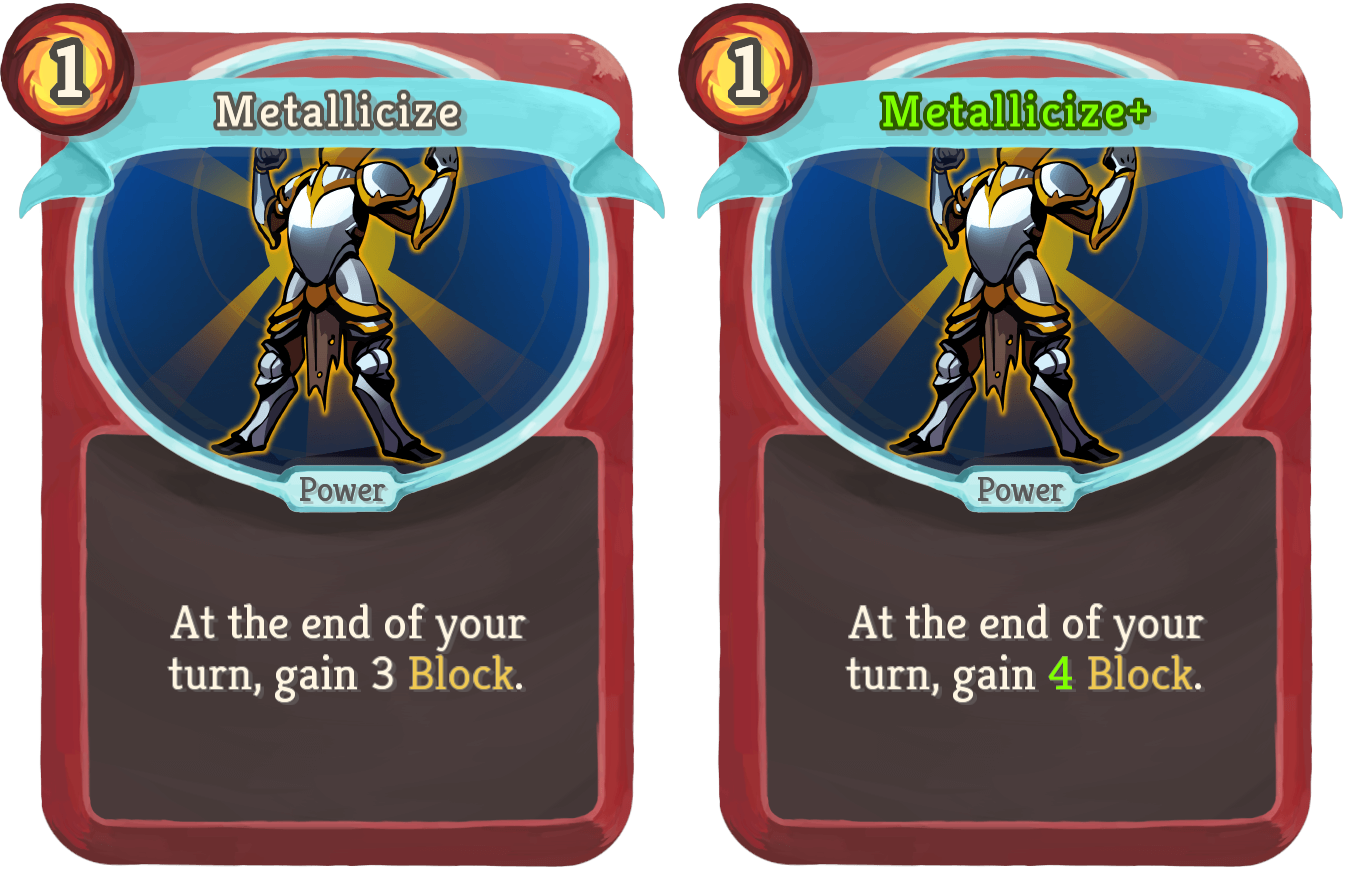 1
Metallicize
Power
At the end of your
turn, gain 3 Block.
1
Metallicize+
Power
At the end of your
turn, gain 4 Block.